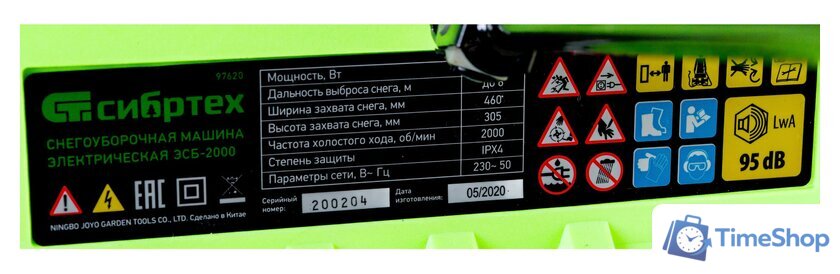 97620
сибртех
СНЕГОУБОРОЧНАЯ МАШИНА
ЭЛЕКТРИЧЕСКАЯ ЭСБ-2000
EAC
NINGBO JOYO GARDEN TOOLS CO., LTD. Сделано в Китае
Мощность, Вт
Дальность выброса снега, м до 6
Ширина захвата снега, мм 460
Высота захвата снега, мм 305
Частота холостого хода, об/мин 2000
Степень защиты IPX4
Параметры сети, В~ Гц 230~ 50
Серийный номер: 200204
Дата изготовления: 05/2020
LwA
95 dB
TimeShop